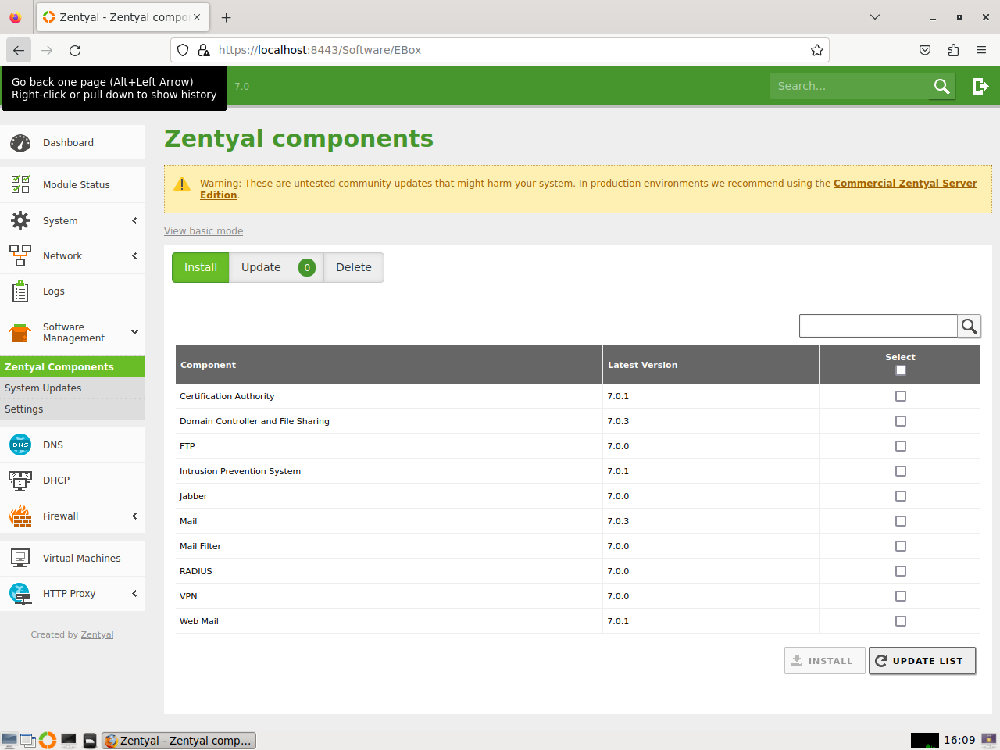 Zentyal - Zentyal compo
https://localhost:8443/Software/EBox
Go back one page (Alt+Left Arrow)
Right-click or pull down to show history
7.0
Search...
Dashboard
Module Status
System
Network
Logs
Software
Management
Zentyal Components
System Updates
Settings
DNS
DNS
DHCP
Firewall
Virtual Machines
HTTP Proxy
Created by Zentyal
Zentyal components
Warning: These are untested community updates that might harm your system. In production environments we recommend using the Commercial Zentyal Server
Edition.
View basic mode
Install
Update 0
Delete
Component Latest Version Select
Certification Authority 7.0.1
Domain Controller and File Sharing 7.0.3
FTP 7.0.0
Intrusion Prevention System 7.0.1
Jabber 7.0.0
Mail 7.0.3
Mail Filter 7.0.0
RADIUS 7.0.0
VPN 7.0.0
Web Mail 7.0.1
INSTALL
UPDATE LIST
Zentyal - Zentyal comp...
16:09